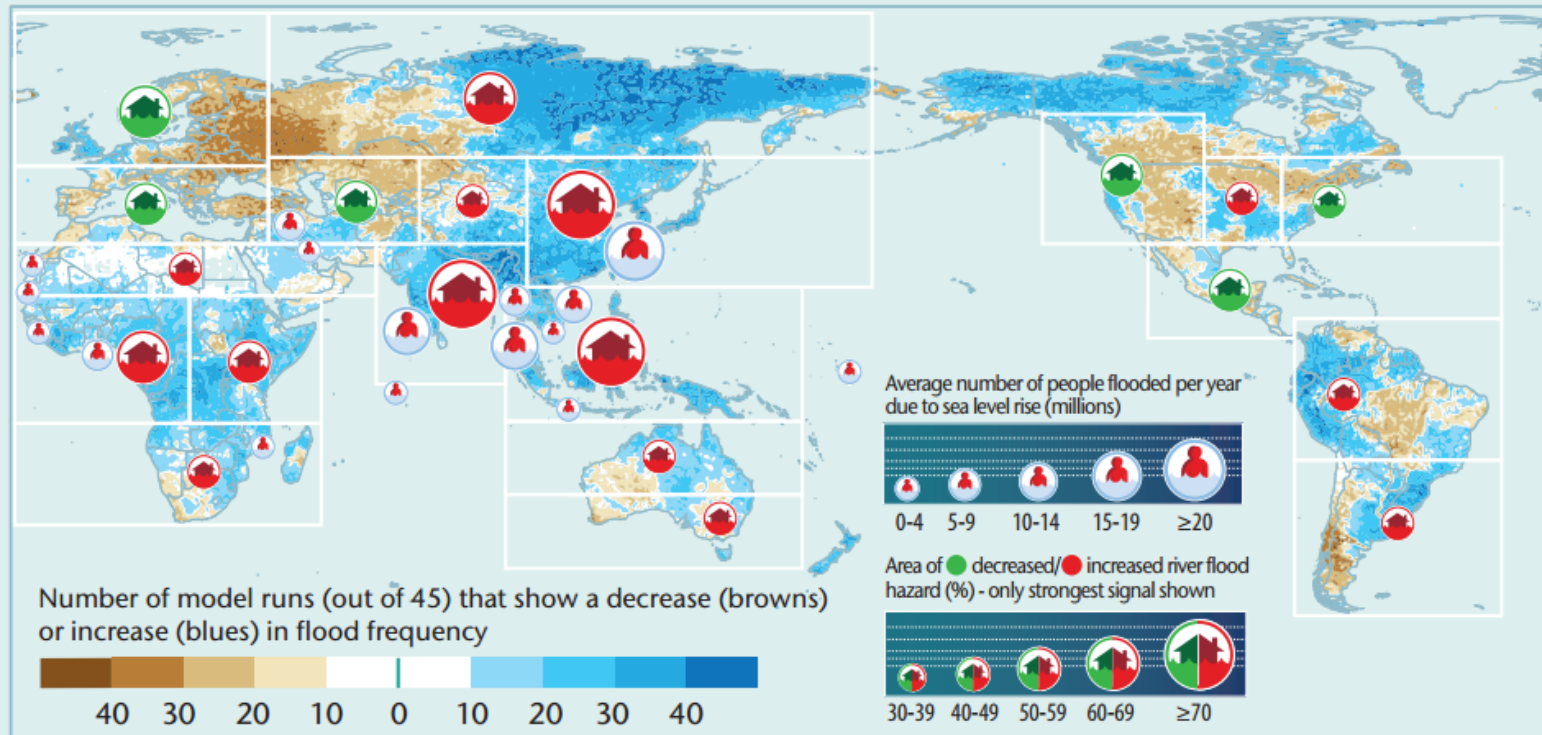 Average number of people flooded per year
due to sea level rise (millions)
0-4 5-9 10-14 15-19 ≥20
Area of decreased/ increased river flood
hazard (%) - only strongest signal shown
30-39 40-49 50-59 60-69 ≥70
Number of model runs (out of 45) that show a decrease (browns)
or increase (blues) in flood frequency
40 30 20 10 0 10 20 30 40